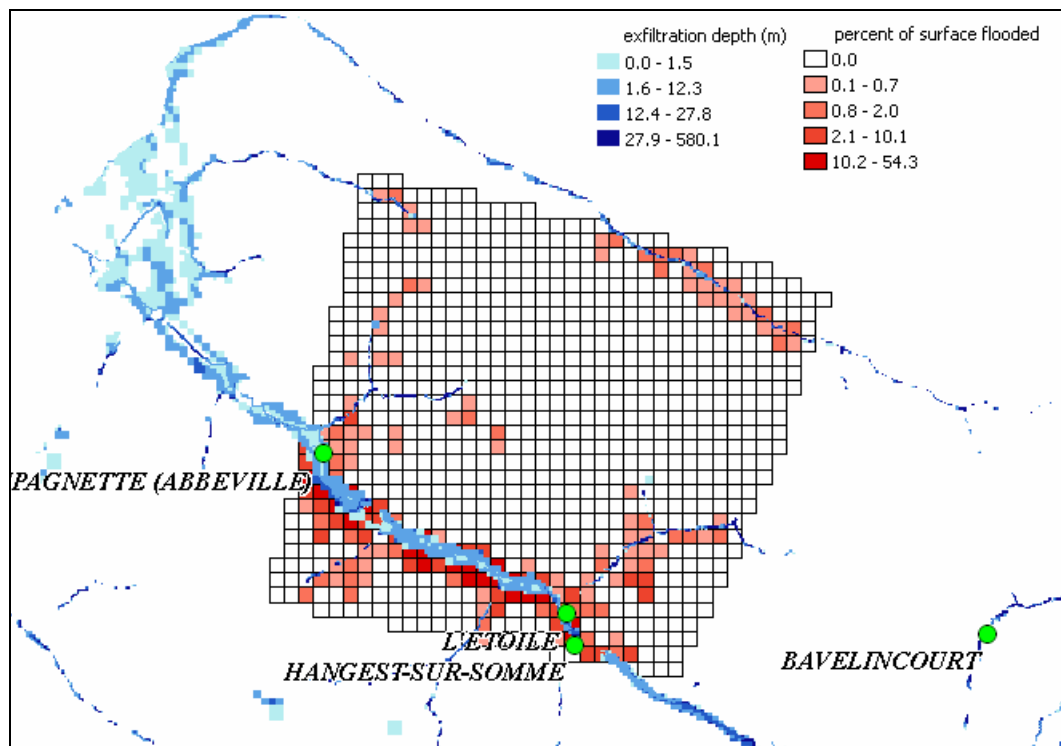 exfiltration depth (m)
0.0 - 1.5
1.6 - 12.3
12.4 - 27.8
27.9 - 580.1
percent of surface flooded
0.0
0.1 - 0.7
0.8 - 2.0
2.1 - 10.1
10.2 - 54.3
PAGNETTE (ABBEVILLE)
L'ETOILE
HANGEST-SUR-SOMME
BAVELINCOURT